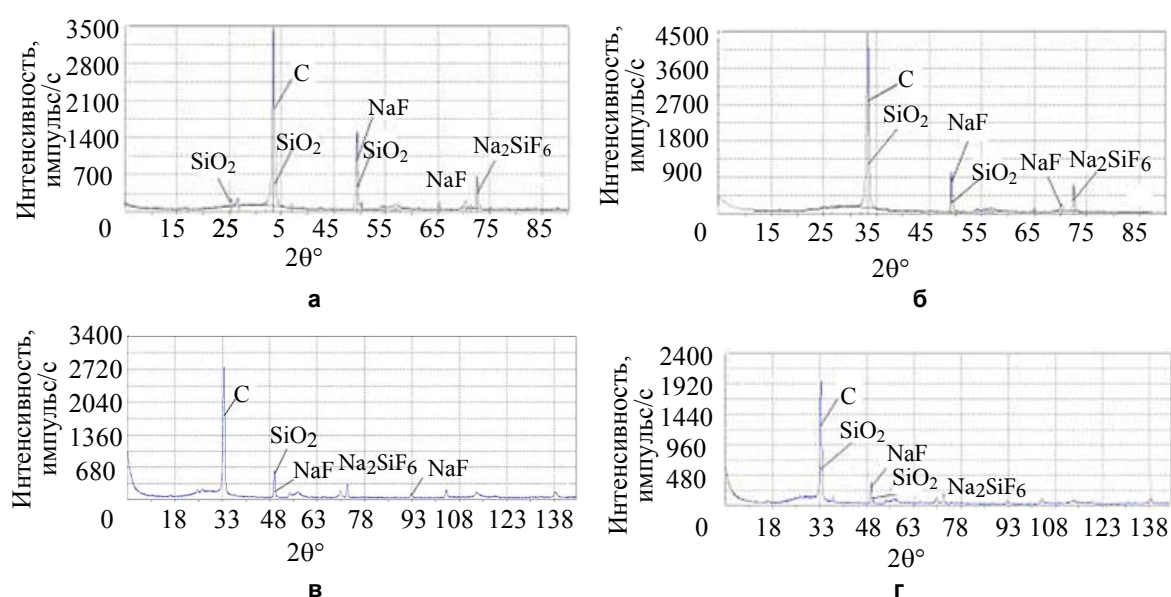 Интенсивность,
импульс/с
3500
2800
2100
1400
700
0
C
SiO2
SiO2
NaF
SiO2
NaF
Na2SiF6
15 25 5 45 55 65 75 85
2θ°
а
Интенсивность,
импульс/с
4500
3600
2700
1800
900
0
C
SiO2
NaF
SiO2
NaF
Na2SiF6
15 25 35 45 55 65 75 85
2θ°
б
Интенсивность,
импульс/с
3400
2720
2040
1360
680
0
C
SiO2
NaF
Na2SiF6
NaF
18 33 48 63 78 93 108 123 138
2θ°
в
Интенсивность,
импульс/с
2400
1920
1440
960
480
0
C
SiO2
NaF
SiO2
Na2SiF6
18 33 48 63 78 93 108 123 138
2θ°
г